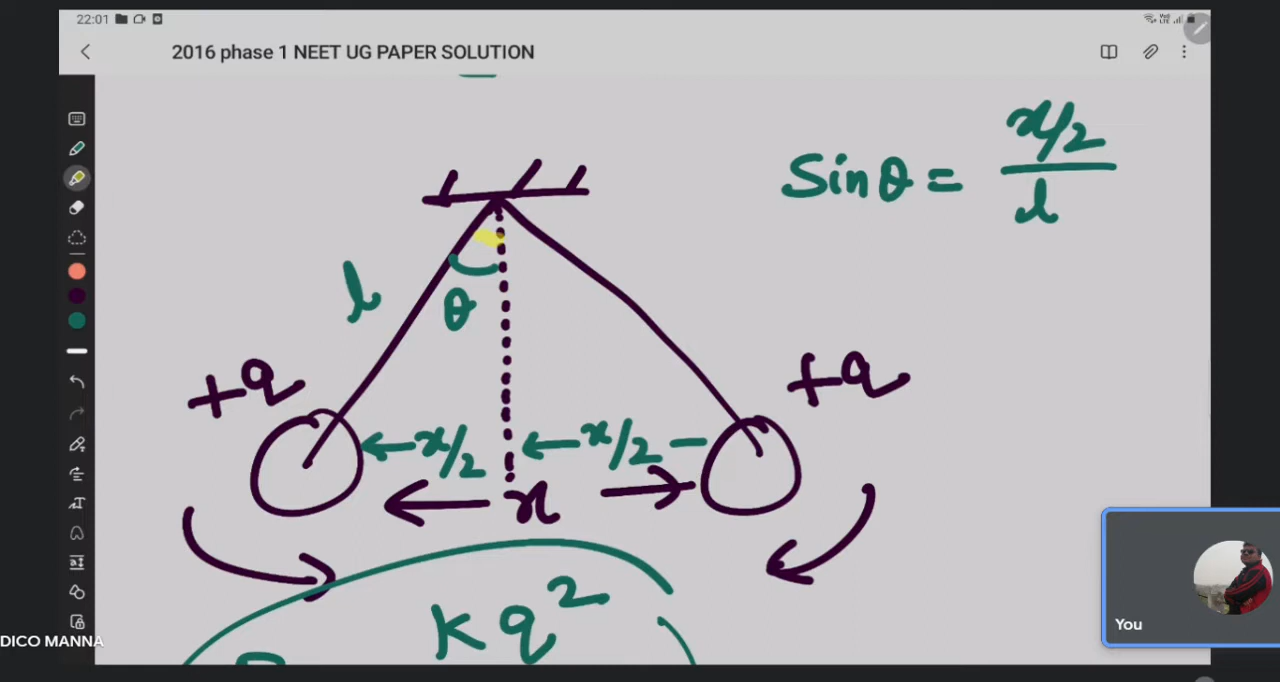 22:01
2016 phase 1 NEET UG PAPER SOLUTION
Sinθ = x/2 / l
l
θ
+q
+q
x/2
x/2
x
kq²
You
DICO MANNA